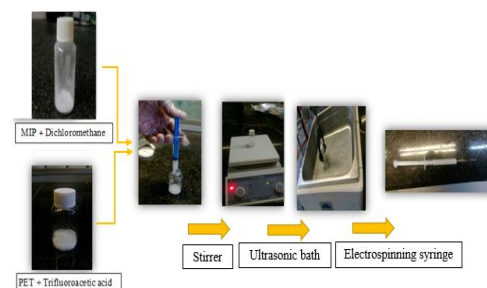 MIP + Dichloromethane
PET + Trifluoroacetic acid
Stirrer
Ultrasonic bath
Electrospinning syringe